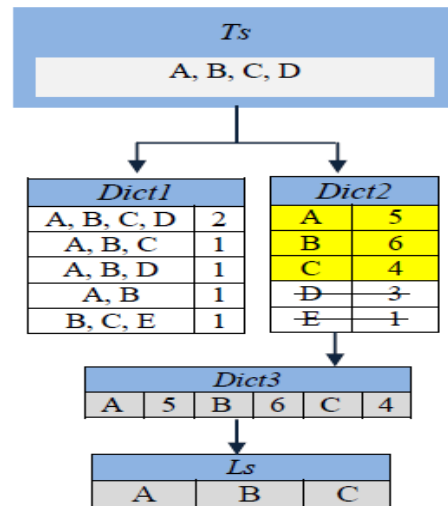 Ts
A, B, C, D
Dict1
A, B, C, D 2
A, B, C 1
A, B, D 1
A, B 1
B, C, E 1
Dict2
A 5
B 6
C 4
D 3
E 1
Dict3
A 5 B 6 C 4
Ls
A B C